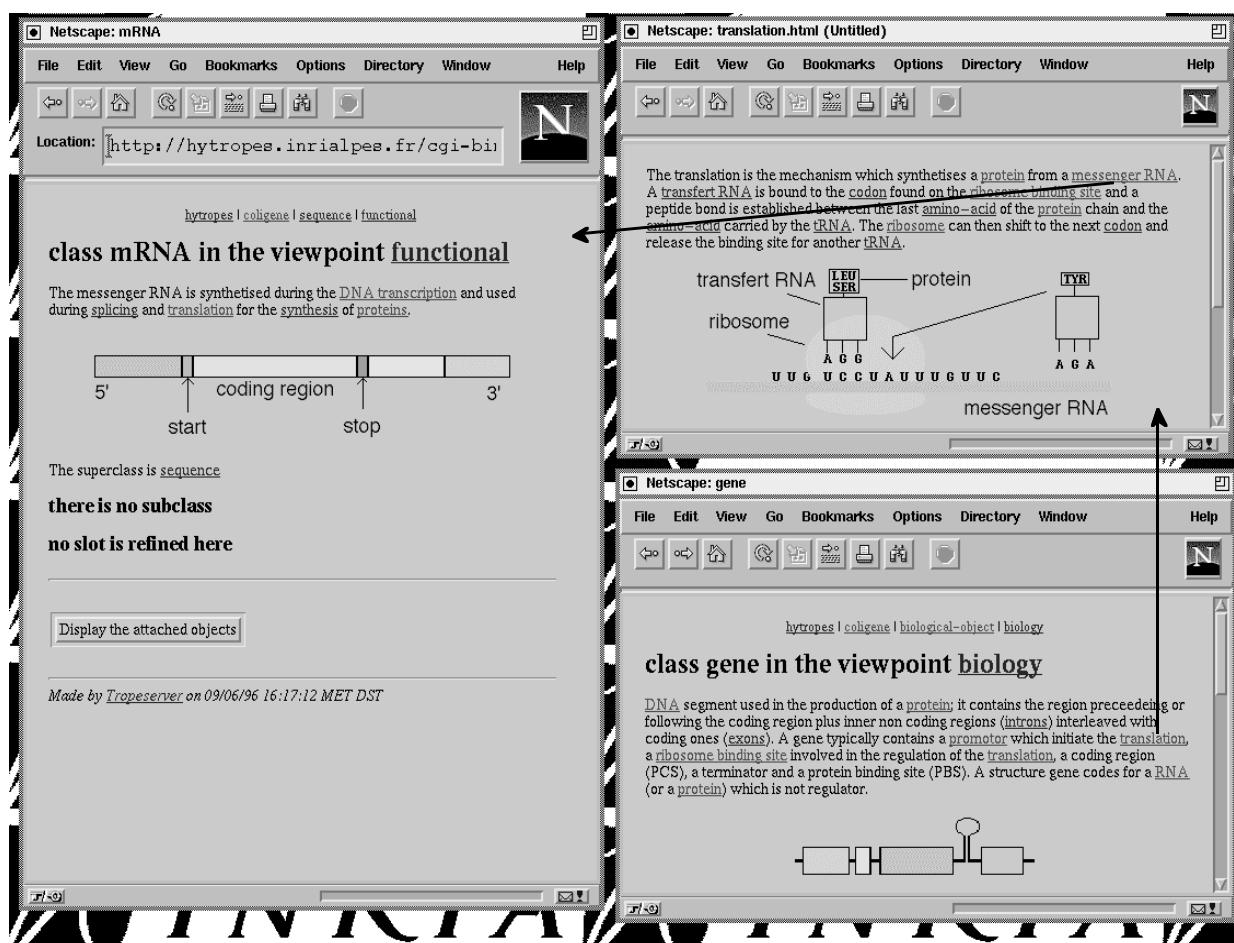 Netscape: mRNA
File Edit View Go Bookmarks Options Directory Window Help
N
Location: http://hytropes.inrialpes.fr/cgi-bi
hytropes | coligene | sequence | functional
class mRNA in the viewpoint functional
The messenger RNA is synthetised during the DNA transcription and used
during splicing and translation for the synthesis of proteins.
5' coding region 3'
start stop
The superclass is sequence
there is no subclass
no slot is refined here
Display the attached objects
Made by Tropeserver on 09/06/96 16:17:12 MET DST
Netscape: translation.html (Untitled)
File Edit View Go Bookmarks Options Directory Window Help
N
The translation is the mechanism which synthetises a protein from a messenger RNA.
A transfert RNA is bound to the codon found on the ribosome binding site and a
peptide bond is established between the last amino-acid of the protein chain and the
amino-acid carried by the tRNA. The ribosome can then shift to the next codon and
release the binding site for another tRNA.
transfert RNA LEU protein TYR
SER
ribosome
A G G
A G A
U U G U C C U A U U U G U U C
messenger RNA
Netscape: gene
File Edit View Go Bookmarks Options Directory Window Help
N
hytropes | coligene | biological-object | biology
class gene in the viewpoint biology
DNA segment used in the production of a protein; it contains the region preceedeing or
following the coding region plus inner non coding regions (introns) interleaved with
coding ones (exons). A gene typically contains a promotor which initiate the translation,
a ribosome binding site involved in the regulation of the translation, a coding region
(PCS), a terminator and a protein binding site (PBS). A structure gene codes for a RNA
(or a protein) which is not regulator.
INRIA